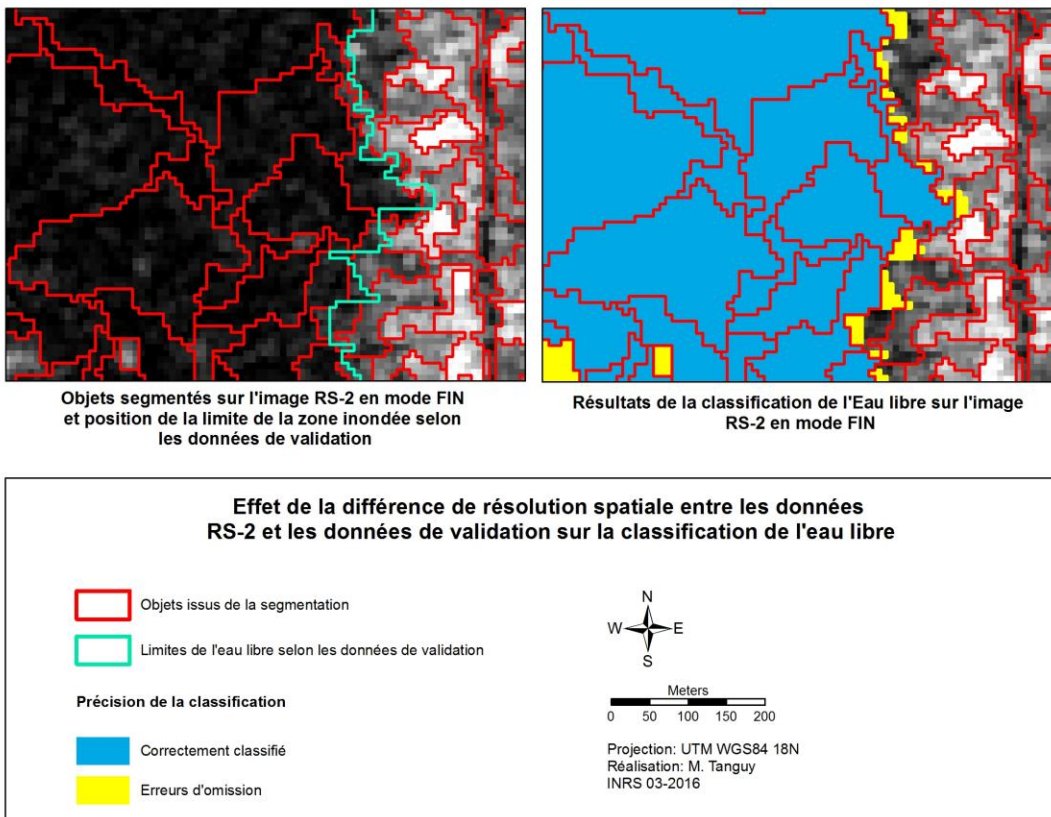 Objets segmentés sur l'image RS-2 en mode FIN
et position de la limite de la zone inondée selon
les données de validation
Résultats de la classification de l'Eau libre sur l'image
RS-2 en mode FIN
Effet de la différence de résolution spatiale entre les données
RS-2 et les données de validation sur la classification de l'eau libre
Objets issus de la segmentation
Limites de l'eau libre selon les données de validation
Précision de la classification
Correctement classifié
Erreurs d'omission
N
W E
S
Meters
0 50 100 150 200
Projection: UTM WGS84 18N
Réalisation: M. Tanguy
INRS 03-2016